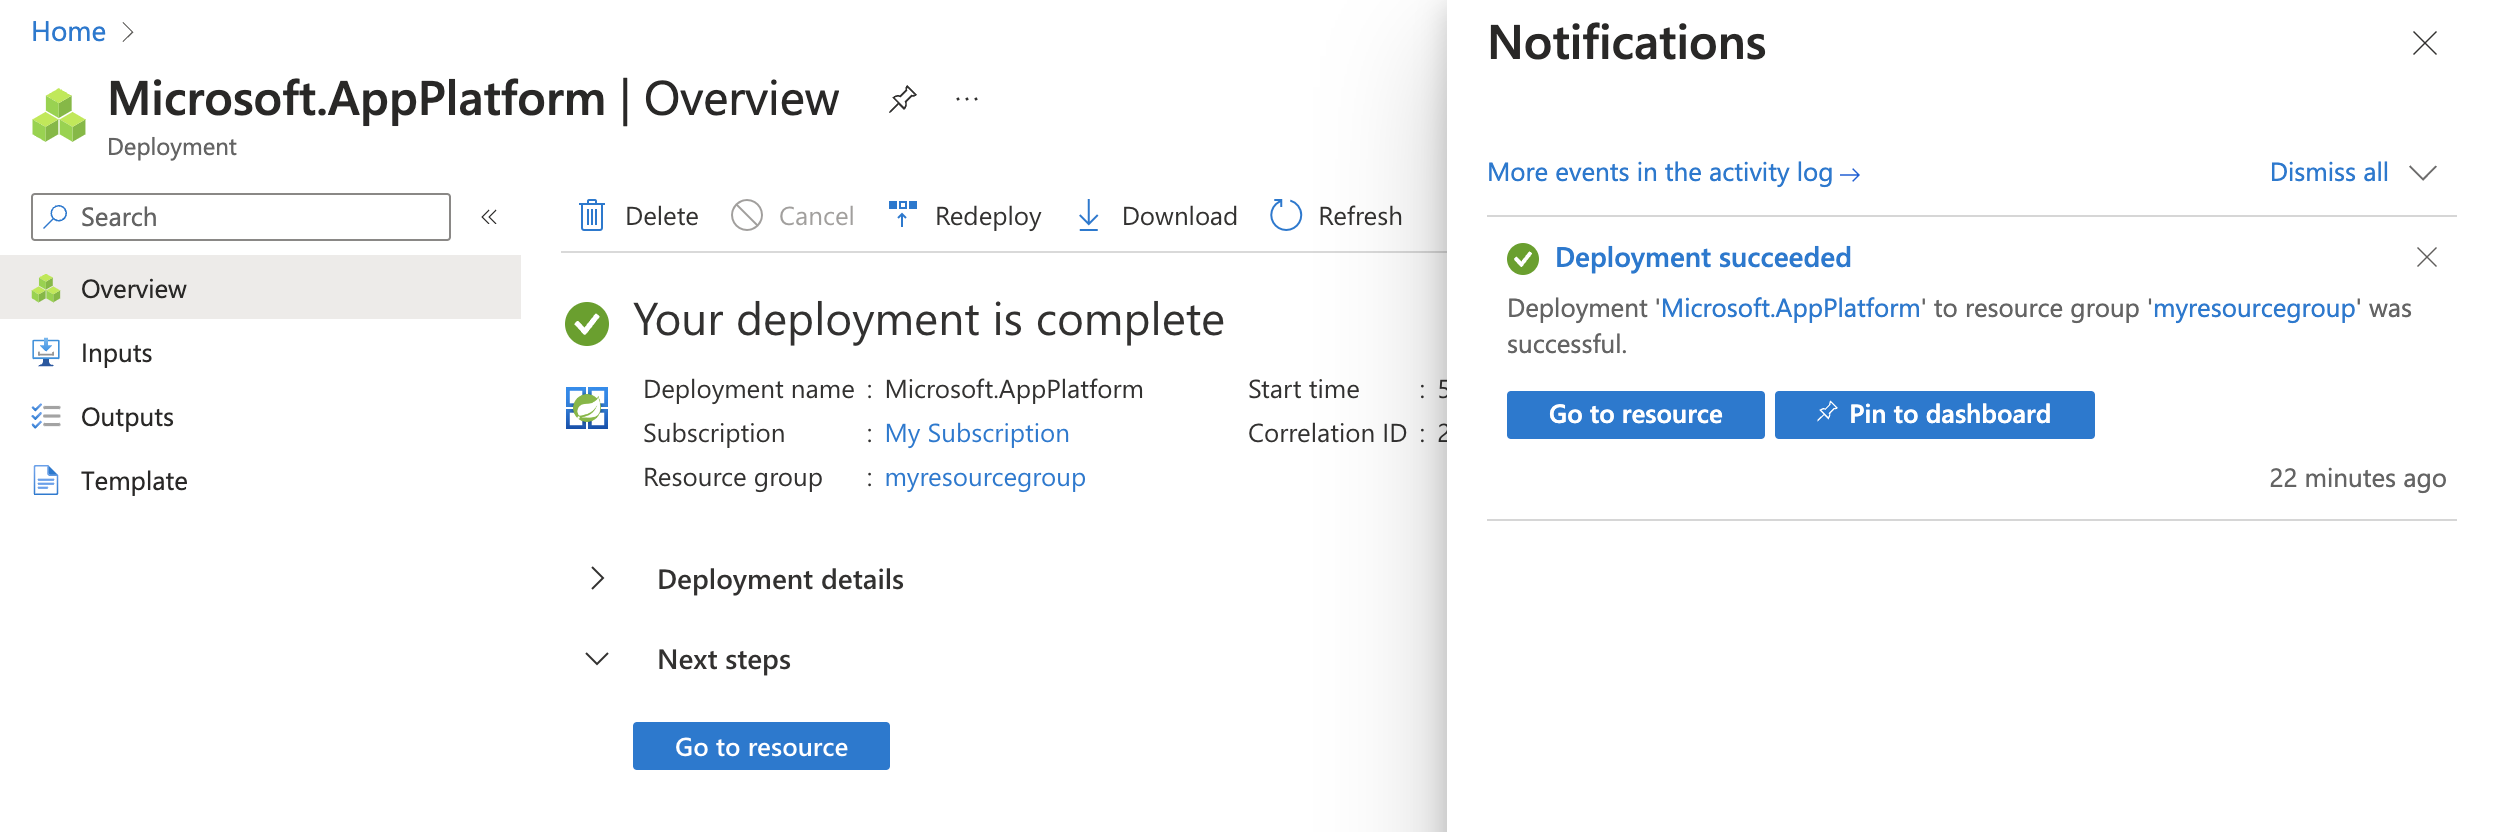 Home
Microsoft.AppPlatform | Overview
Deployment
Search
Overview
Inputs
Outputs
Template
Delete
Cancel
Redeploy
Download
Refresh
Your deployment is complete
Deployment name : Microsoft.AppPlatform
Subscription : My Subscription
Resource group : myresourcegroup
Start time : 5
Correlation ID : 2
Deployment details
Next steps
Go to resource
Notifications
More events in the activity log →
Dismiss all
Deployment succeeded
Deployment 'Microsoft.AppPlatform' to resource group 'myresourcegroup' was
successful.
Go to resource
Pin to dashboard
22 minutes ago